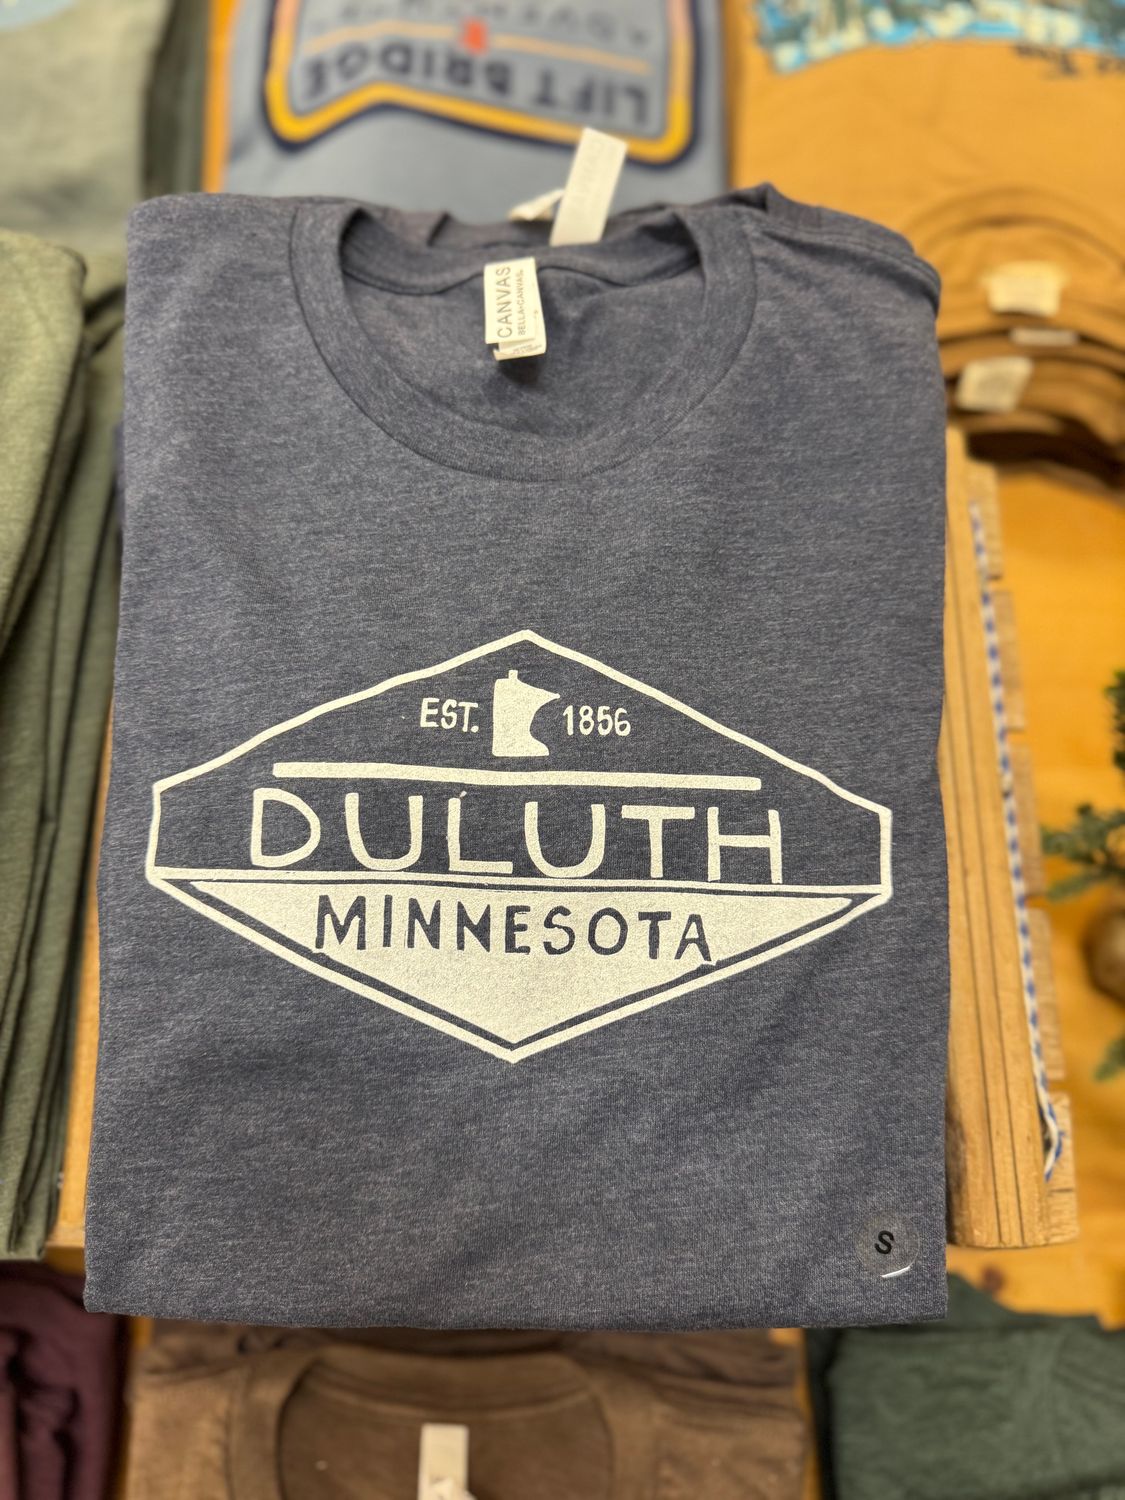 LIFT BRIDGE
CANVAS
BELLA+CANVAS.
EST. 1856
DULUTH
MINNESOTA
S